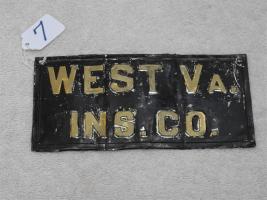 7
WEST VA.
INS. CO.